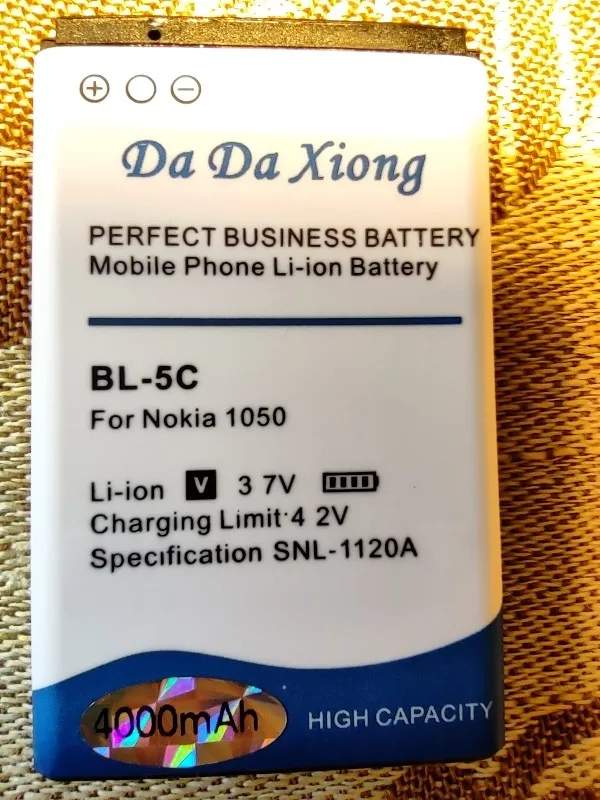 Da Da Xiong
PERFECT BUSINESS BATTERY
Mobile Phone Li-ion Battery
BL-5C
For Nokia 1050
Li-ion V 3 7V
Charging Limit·4 2V
Specification SNL-1120A
4000mAh HIGH CAPACITY